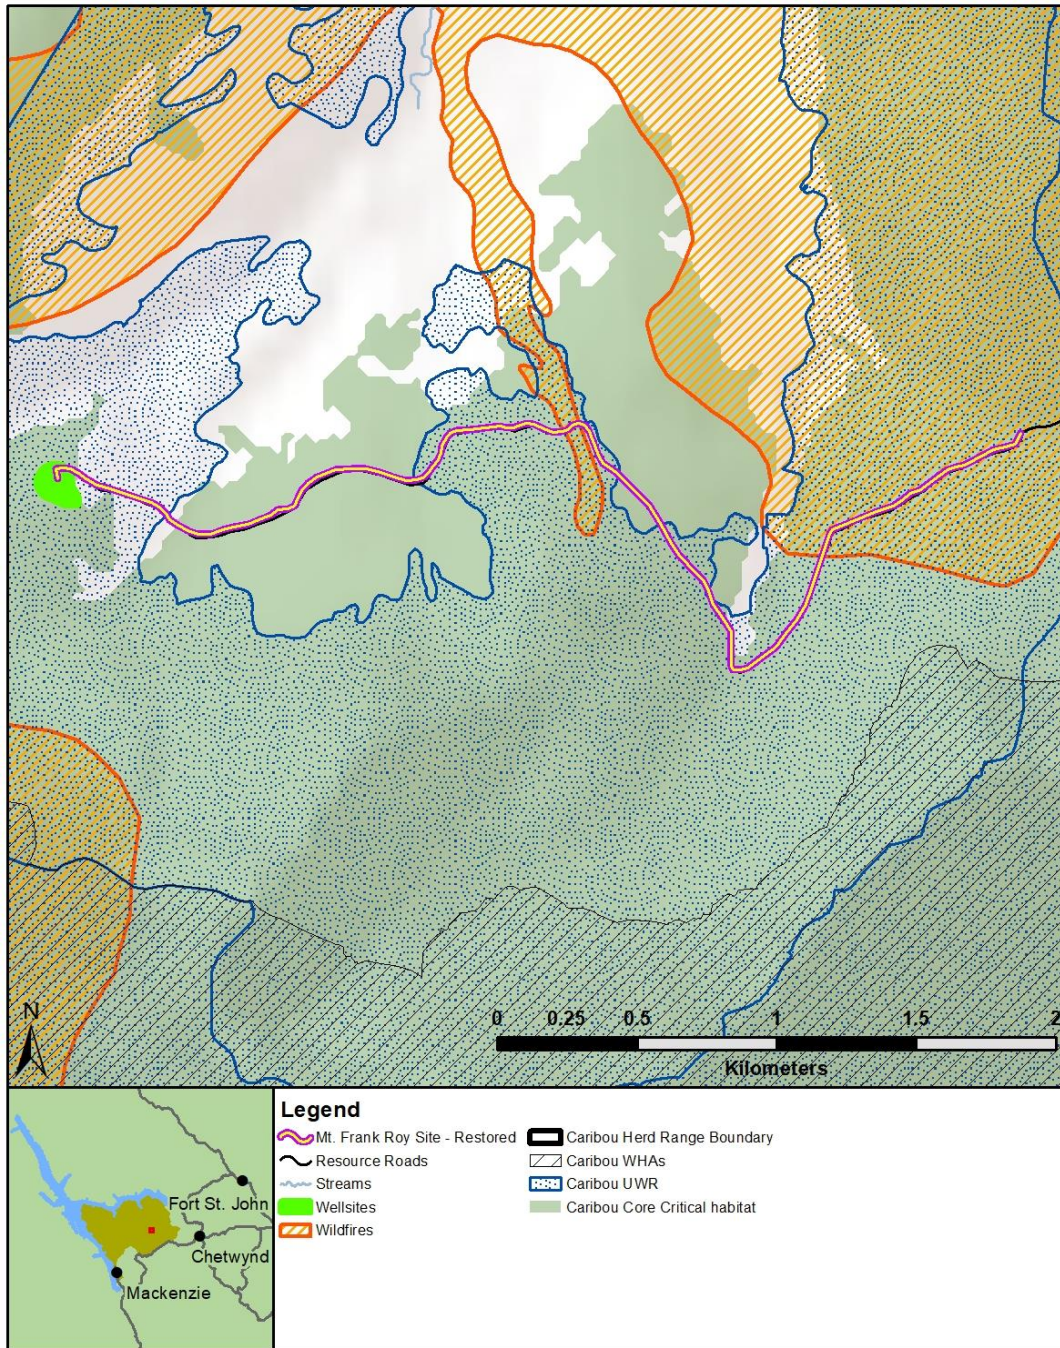 N
0 0.25 0.5 1 1.5 2
Kilometers
Legend
Mt. Frank Roy Site - Restored
Resource Roads
Streams
Wellsites
Wildfires
Caribou Herd Range Boundary
Caribou WHAs
Caribou UWR
Caribou Core Critical habitat
Fort St. John
Chetwynd
Mackenzie